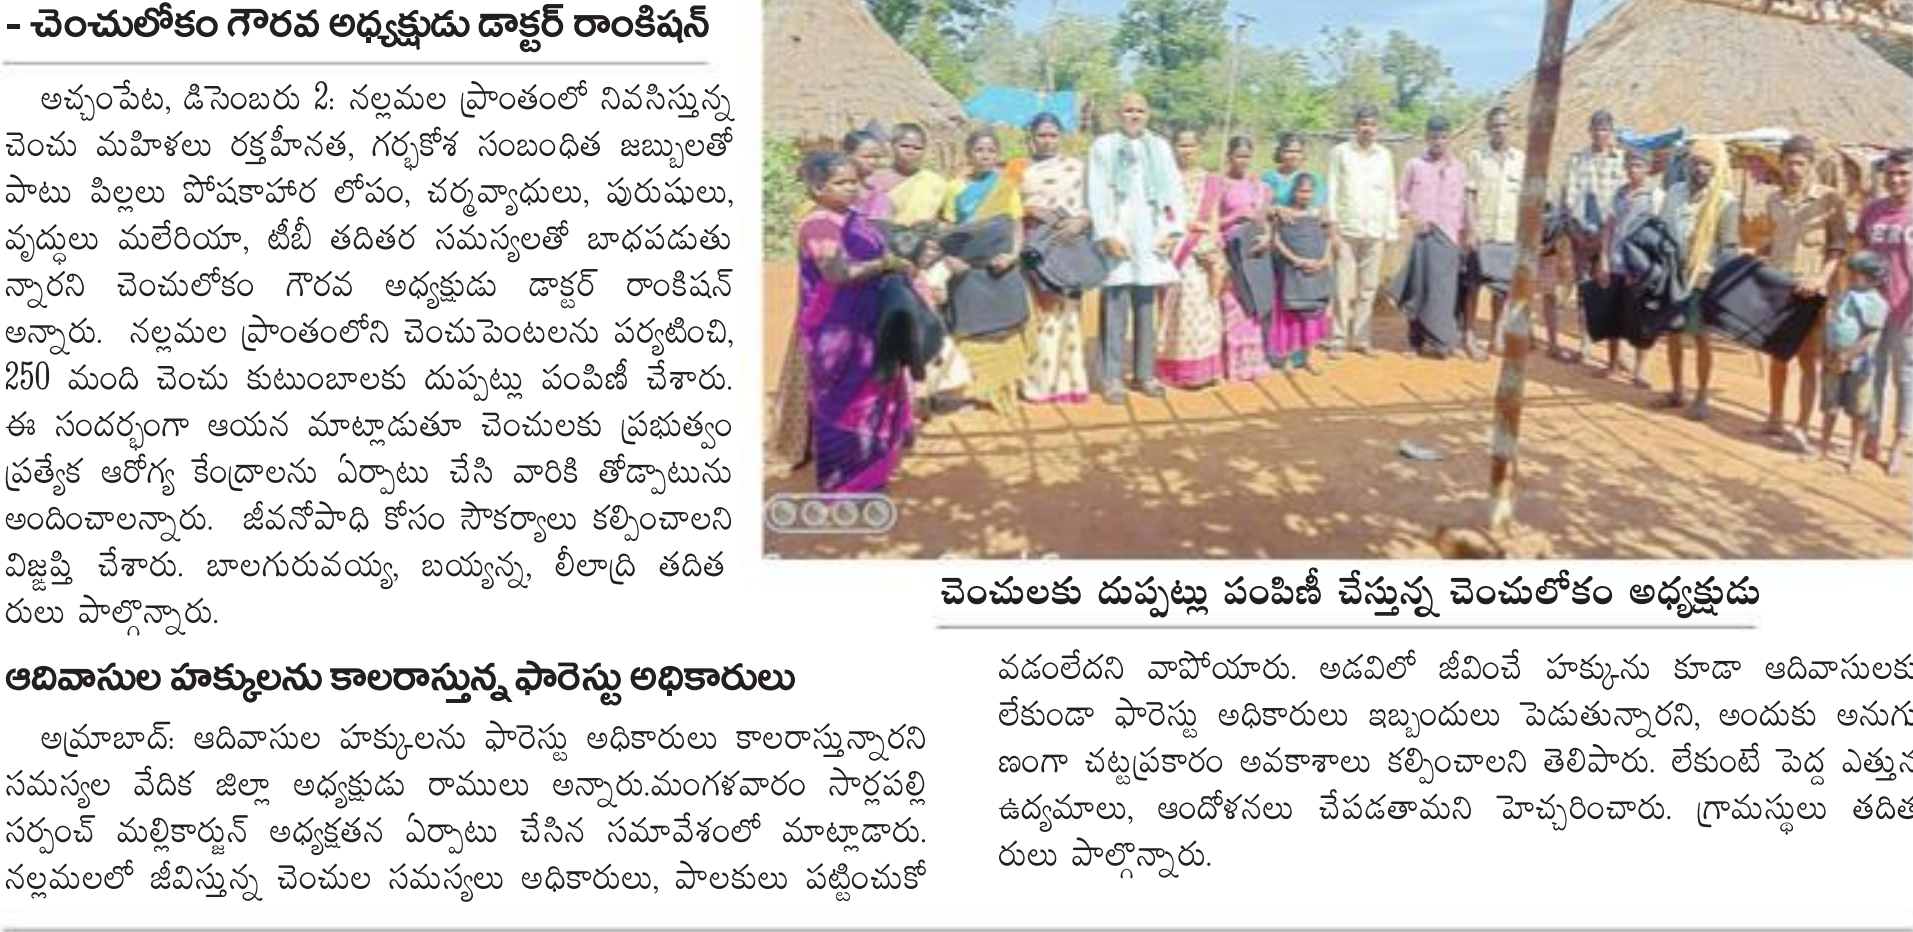 - చెంచులోకం గౌరవ అధ్యక్షుడు డాక్టర్ రాంకిషన్
అచ్చంపేట, డిసెంబరు 2: నల్లమల ప్రాంతంలో నివసిస్తున్న
చెంచు మహిళలు రక్తహీనత, గర్భకోశ సంబంధిత జబ్బులతో
పాటు పిల్లలు పోషకాహార లోపం, చర్మవ్యాధులు, పురుషులు,
వృద్ధులు మలేరియా, టీబీ తదితర సమస్యలతో బాధపడుతు
న్నారని చెంచులోకం గౌరవ అధ్యక్షుడు డాక్టర్ రాంకిషన్
అన్నారు. నల్లమల ప్రాంతంలోని చెంచుపెంటలను పర్యటించి,
250 మంది చెంచు కుటుంబాలకు దుప్పట్లు పంపిణీ చేశారు.
ఈ సందర్భంగా ఆయన మాట్లాడుతూ చెంచులకు ప్రభుత్వం
ప్రత్యేక ఆరోగ్య కేంద్రాలను ఏర్పాటు చేసి వారికి తోడ్పాటును
అందించాలన్నారు. జీవనోపాధి కోసం సౌకర్యాలు కల్పించాలని
విజ్ఞప్తి చేశారు. బాలగురువయ్య, బయ్యన్న, లీలాద్రి తదిత
రులు పాల్గొన్నారు.
చెంచులకు దుప్పట్లు పంపిణీ చేస్తున్న చెంచులోకం అధ్యక్షుడు
ఆదివాసుల హక్కులను కాలరాస్తున్న ఫారెస్టు అధికారులు
అమ్రాబాద్: ఆదివాసుల హక్కులను ఫారెస్టు అధికారులు కాలరాస్తున్నారని
సమస్యల వేదిక జిల్లా అధ్యక్షుడు రాములు అన్నారు.మంగళవారం సార్లపల్లి
సర్పంచ్ మల్లికార్జున్ అధ్యక్షతన ఏర్పాటు చేసిన సమావేశంలో మాట్లాడారు.
నల్లమలలో జీవిస్తున్న చెంచుల సమస్యలు అధికారులు, పాలకులు పట్టించుకో
వడంలేదని వాపోయారు. అడవిలో జీవించే హక్కును కూడా ఆదివాసులకు
లేకుండా ఫారెస్టు అధికారులు ఇబ్బందులు పెడుతున్నారని, అందుకు అనుగు
ణంగా చట్టప్రకారం అవకాశాలు కల్పించాలని తెలిపారు. లేకుంటే పెద్ద ఎత్తున
ఉద్యమాలు, ఆందోళనలు చేపడతామని హెచ్చరించారు. గ్రామస్థులు తదిత
రులు పాల్గొన్నారు.